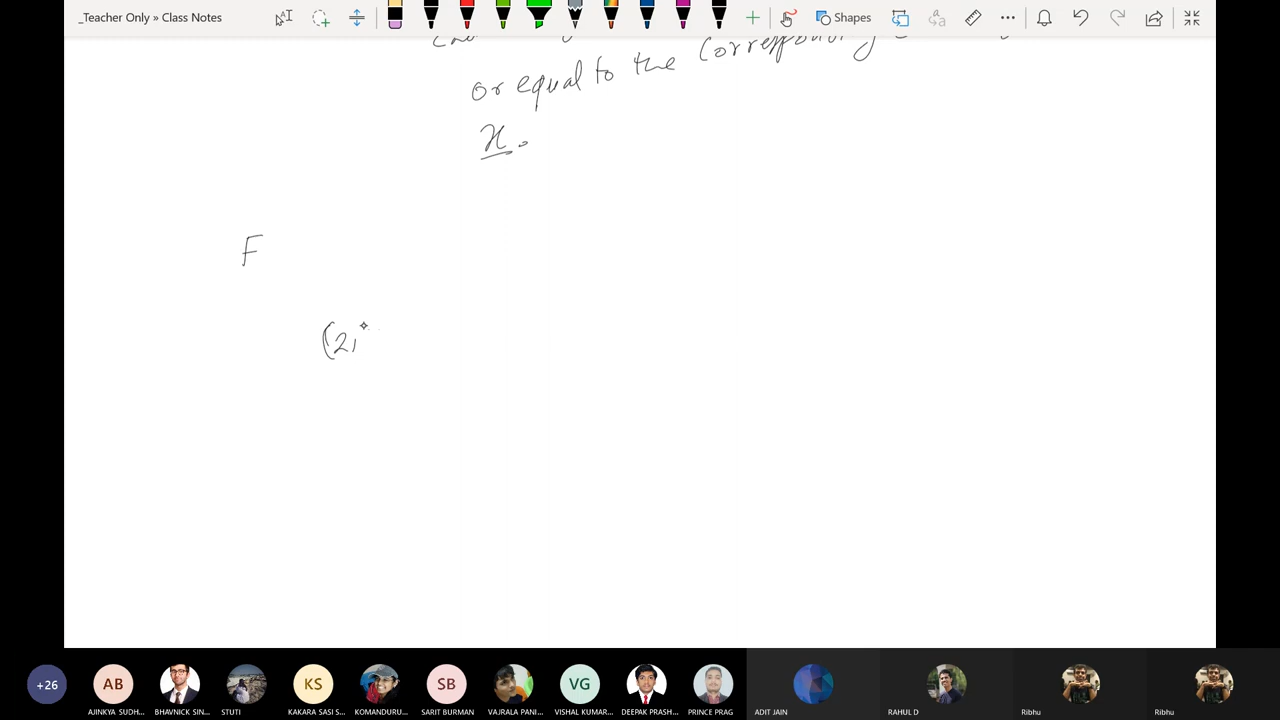 _Teacher Only » Class Notes
Shapes
or equal to the corresponding
x.
F
(2,
+26
AB
KS
SB
VG
AJINKYA SUDH...
BHAVNICK SIN...
STUTI
KAKARA SASI S...
KOMANDURU...
SARIT BURMAN
VAJRALA PANI ...
VISHAL KUMAR...
DEEPAK PRASH...
PRINCE PRAG
ADIT JAIN
RAHUL D
Ribhu
Ribhu